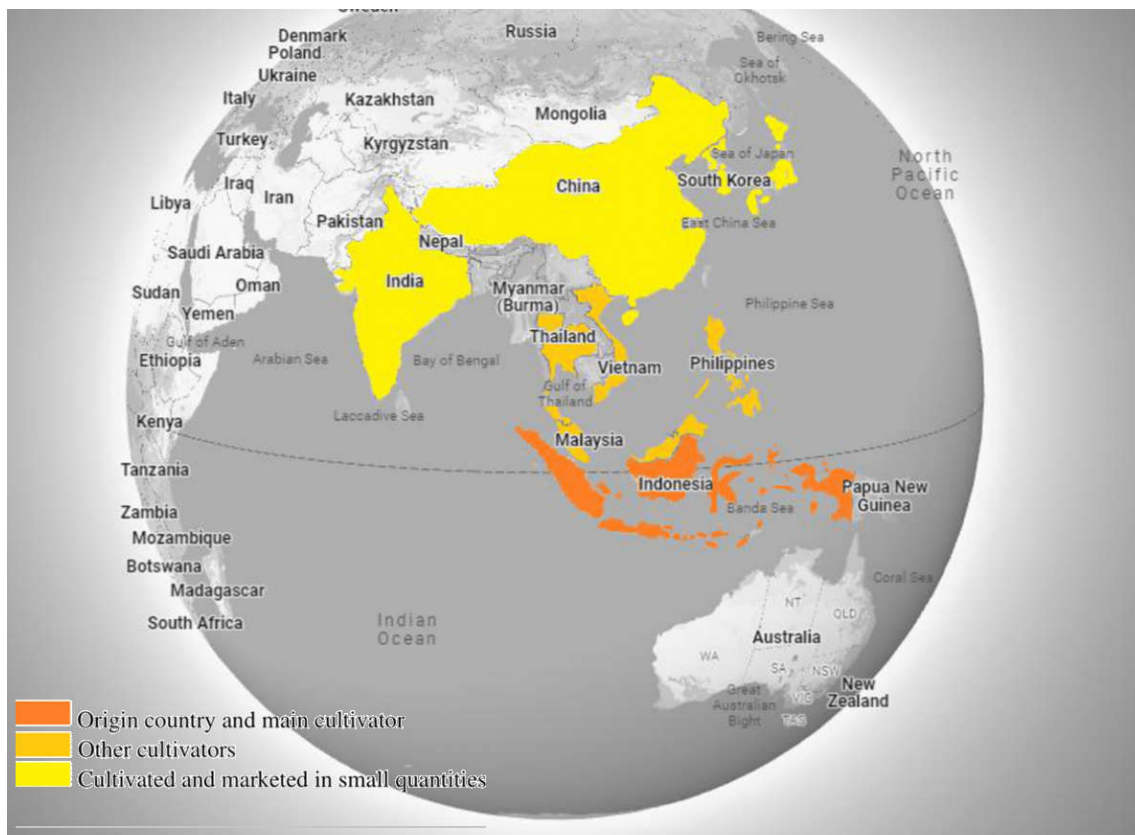 Denmark
Poland
Ukraine
Italy
Turkey
Russia
Bering Sea
Sea of
Okhotsk
Kazakhstan
Mongolia
Kyrgyzstan
Sea of Japan
North
Pacific
Ocean
Iraq
Iran
Libya
Pakistan
China
South Korea
East China Sea
Saudi Arabia
Nepal
Oman
India
Myanmar
(Burma)
Sudan
Yemen
Philippine Sea
Gulf of Aden
Ethiopia
Arabian Sea
Bay of Bengal
Thailand
Vietnam
Philippines
Gulf of
Thailand
Laccadive Sea
Kenya
Malaysia
Tanzania
Indonesia
Papua New
Guinea
Banda Sea
Zambia
Mozambique
Botswana
Madagascar
Coral Sea
South Africa
Indian
Ocean
NT
QLD
Australia
WA
SA
NSW
Great
Australian
Bight
VIC
TAS
New
Zealand
Origin country and main cultivator
Other cultivators
Cultivated and marketed in small quantities